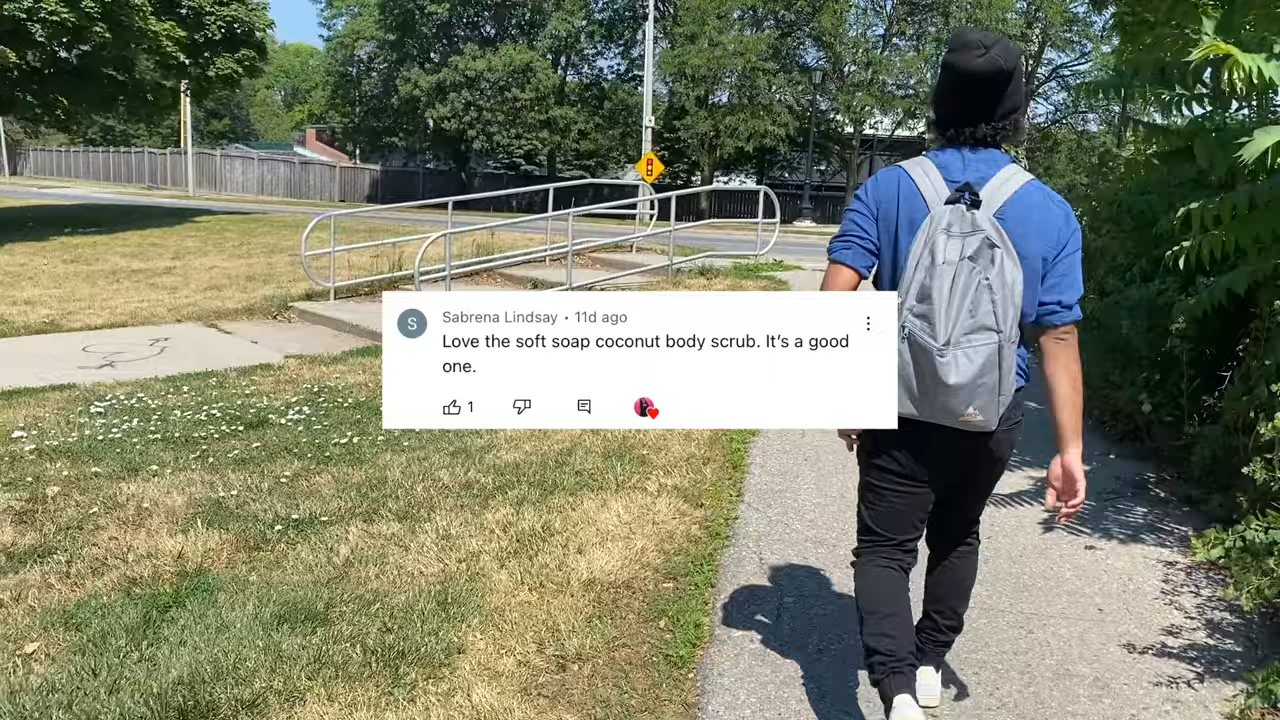 S
Sabrena Lindsay • 11d ago
Love the soft soap coconut body scrub. It's a good
one.
1